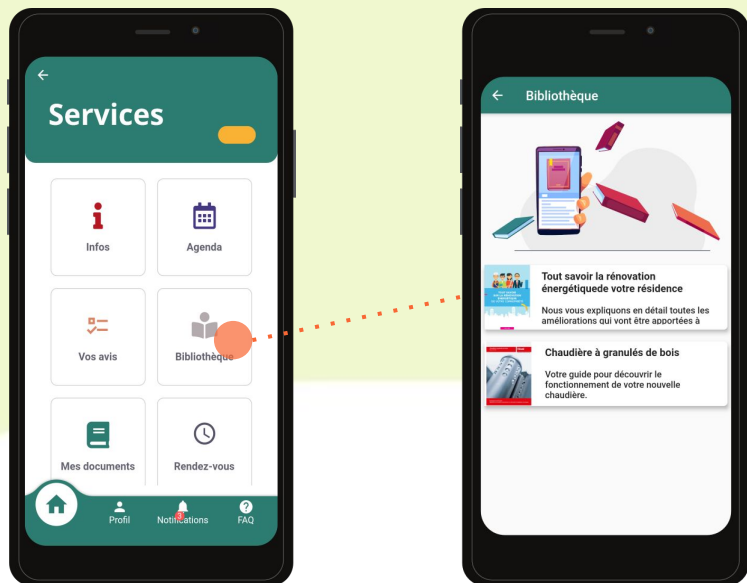 Services
Infos
Agenda
Vos avis
Bibliothèque
Mes documents
Rendez-vous
Profil
Notifications
FAQ
Bibliothèque
Tout savoir la rénovation
énergétiquede votre résidence
Nous vous expliquons en détail toutes les
améliorations qui vont être apportées à
Chaudière à granulés de bois
Votre guide pour découvrir le
fonctionnement de votre nouvelle
chaudière.